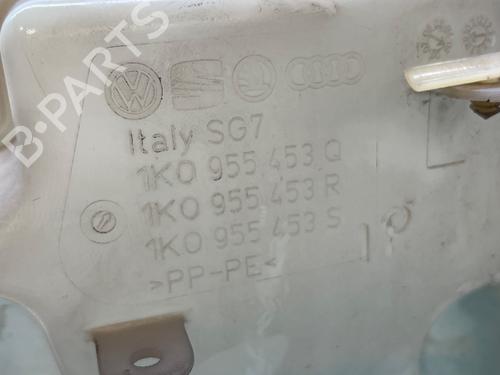 B-PARTS
Italy SG7
1K0 955 453 Q
1K0 955 453 R
1K0 955 453 S
>PP-PE<